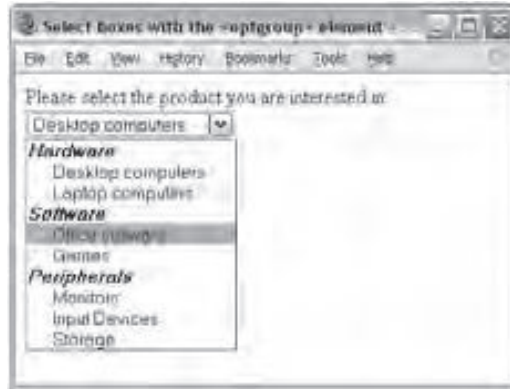 Select boxes with the <optgroup> element -
File Edit View History Bookmarks Tools Help
Please select the product you are interested in
Desktop computers
Hardware
Desktop computers
Laptop computers
Software
Office software
Games
Peripherals
Monitors
Input Devices
Storage